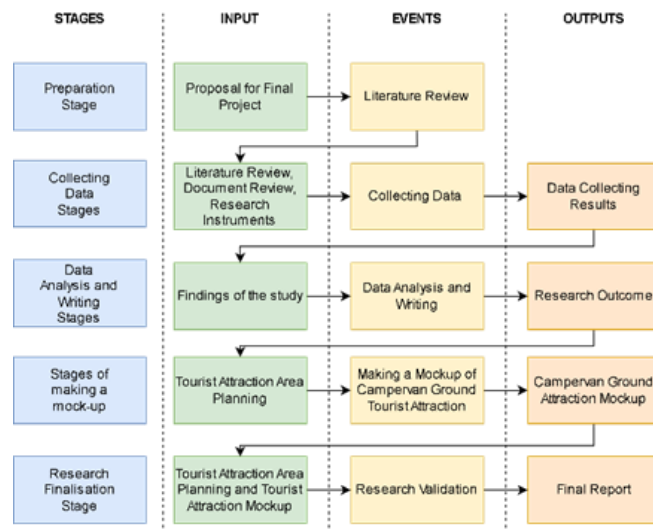 STAGES
INPUT
EVENTS
OUTPUTS
Preparation
Stage
Proposal for Final
Project
Literature Review
Collecting
Data
Stages
Literature Review,
Document Review,
Research
Instruments
Collecting Data
Data Collecting
Results
Data
Analysis and
Writing
Stages
Findings of the study
Data Analysis and
Writing
Research Outcome
Stages of
making a
mock-up
Tourist Attraction Area
Planning
Making a Mockup of
Campervan Ground
Tourist Attraction
Campervan Ground
Attraction Mockup
Research
Finalisation
Stage
Tourist Attraction Area
Planning and Tourist
Attraction Mockup
Research Validation
Final Report